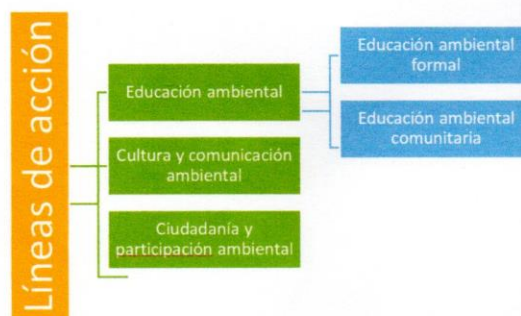 Líneas de acción
Educación ambiental
Educación ambiental
formal
Educación ambiental
comunitaria
Cultura y comunicación
ambiental
Ciudadanía y
participación ambiental